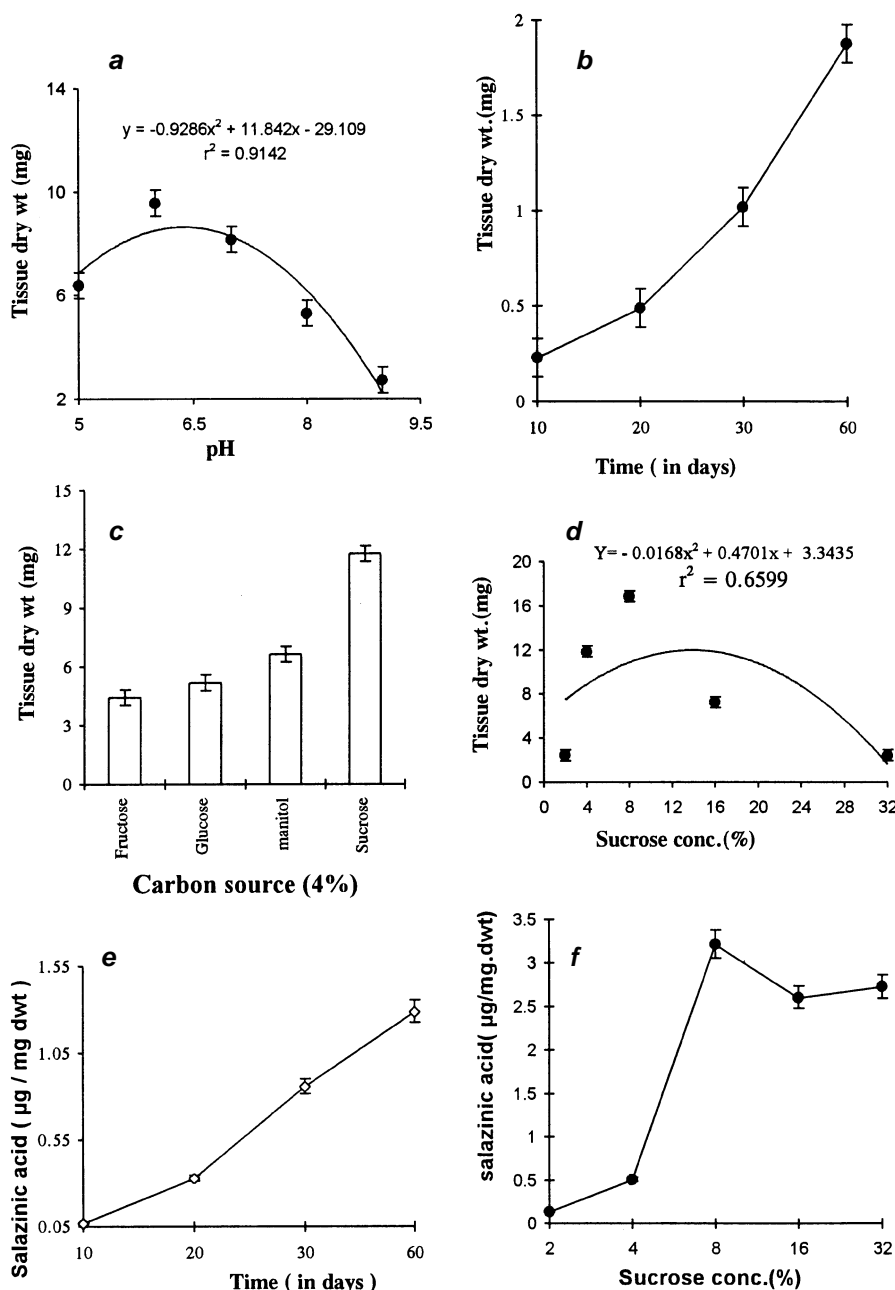 a
14
10
6
2
Tissue dry wt (mg)
y = -0.9286x² + 11.842x - 29.109
r² = 0.9142
5 6.5 8 9.5
pH
b
2
1.5
1
0.5
0
Tissue dry wt.(mg)
10 20 30 60
Time ( in days)
c
15
12
9
6
3
0
Tissue dry wt (mg)
Fructose
Glucose
manitol
Sucrose
Carbon source (4%)
d
Y= - 0.0168x² + 0.4701x + 3.3435
r² = 0.6599
20
16
12
8
4
0
Tissue dry wt.(mg)
0 4 8 12 16 20 24 28 32
Sucrose conc.(%)
e
1.55
1.05
0.55
0.05
Salazinic acid ( µg / mg dwt )
10 20 30 60
Time ( in days )
f
3.5
3
2.5
2
1.5
1
0.5
0
salazinic acid( µg/mg.dwt)
2 4 8 16 32
Sucrose conc.(%)